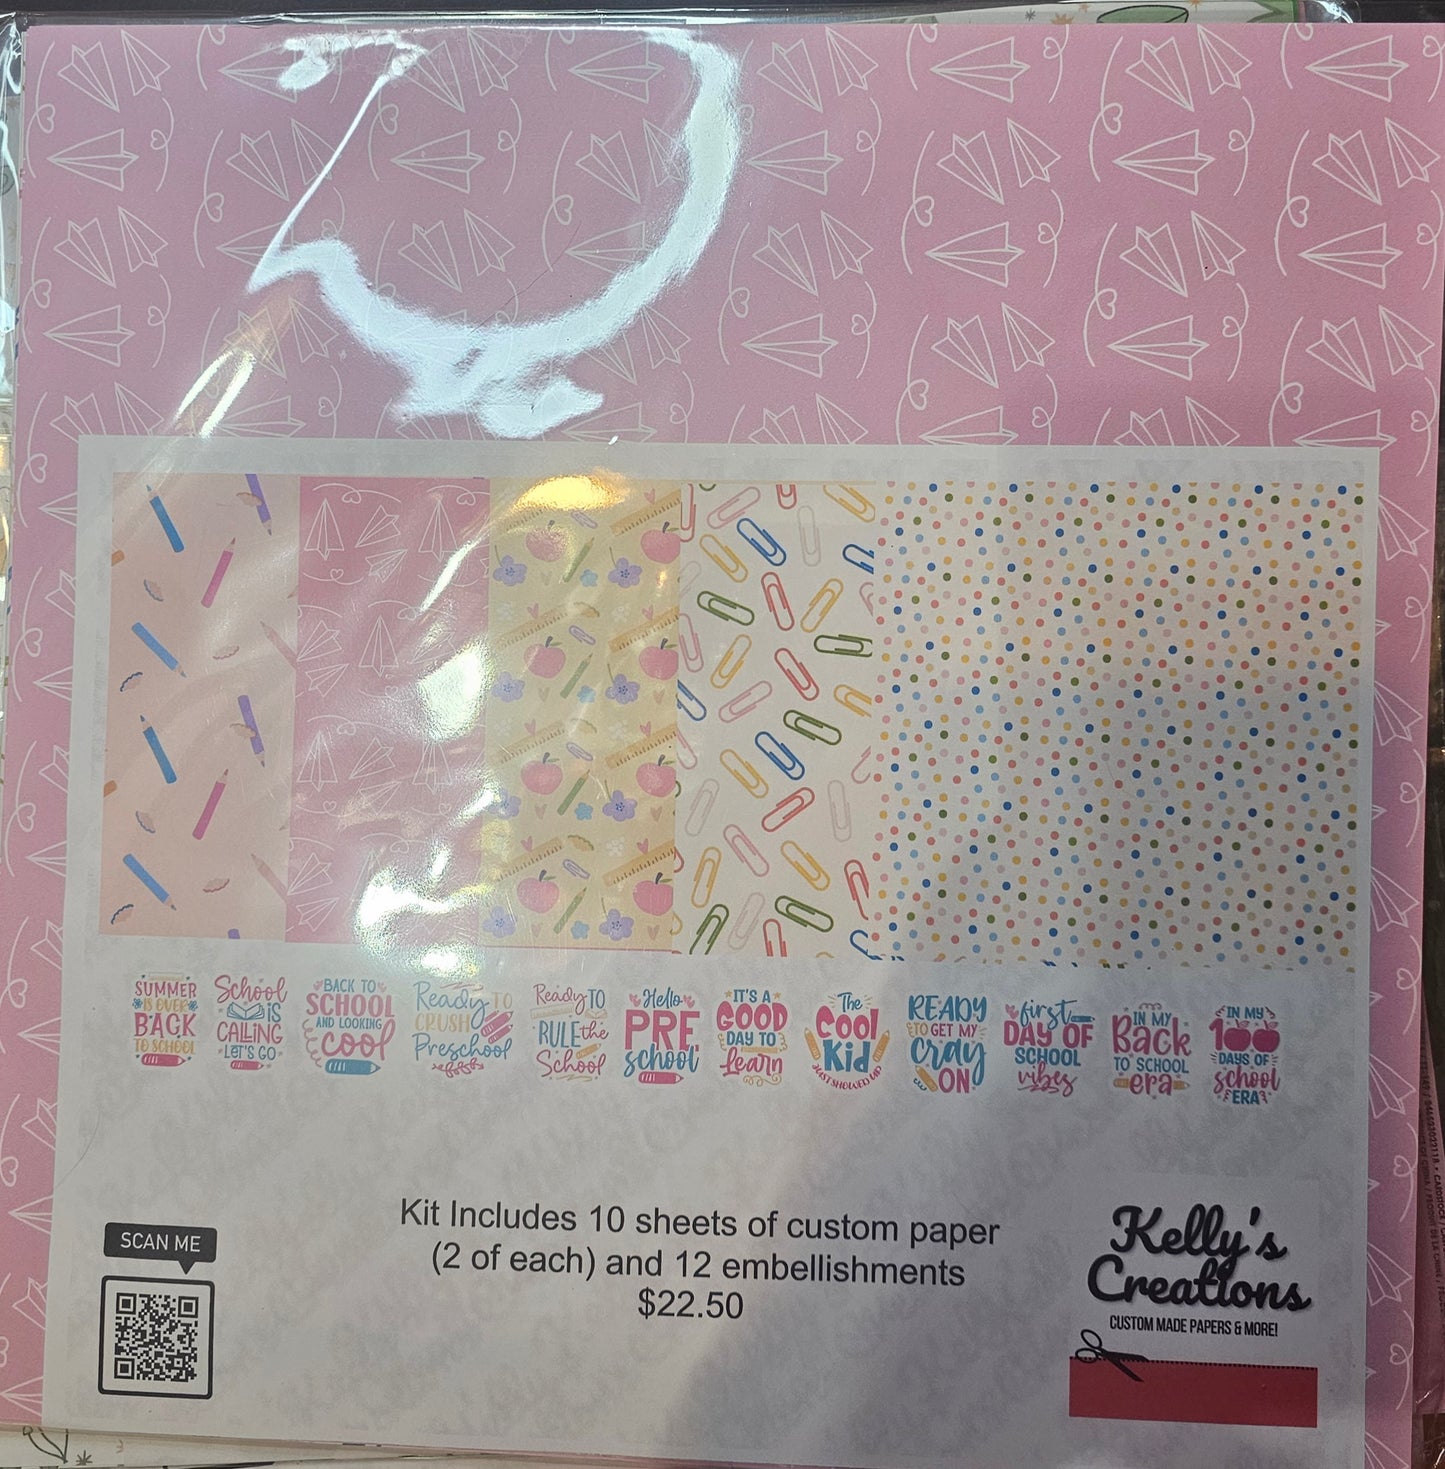 SUMMER
IS OVER
BACK
TO SCHOOL
School
IS
CALLING
LET'S GO
BACK TO
SCHOOL
AND LOOKING
cool
Ready TO
CRUSH
Preschool
Ready TO
RULE the
School
Hello
PRE
school
IT'S A
GOOD
DAY TO
Learn
The
Cool
Kid
JUST SHOWED UP
READY
TO GET MY
cray
ON
first
DAY OF
SCHOOL
vibes
IN MY
Back
TO SCHOOL
era
IN MY
100
DAYS OF
school
ERA
Kit Includes 10 sheets of custom paper
(2 of each) and 12 embellishments
$22.50
SCAN ME
Kelly's
Creations
CUSTOM MADE PAPERS & MORE!